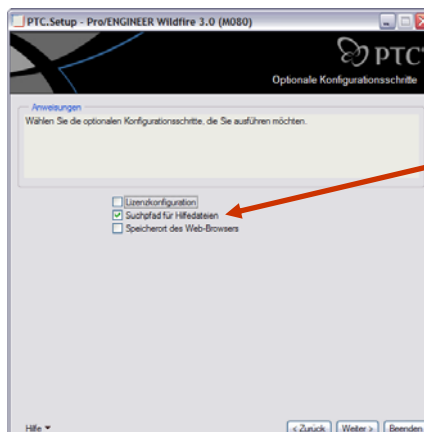 PTC.Setup - Pro/ENGINEER Wildfire 3.0 (M080)
PTC
Optionale Konfigurationsschritte
Anweisungen
Wählen Sie die optionalen Konfigurationsschritte, die Sie ausführen möchten.
Lizenzkonfiguration
Suchpfad für Hilfedateien
Speicherort des Web-Browsers
Hilfe
< Zurück Weiter > Beenden